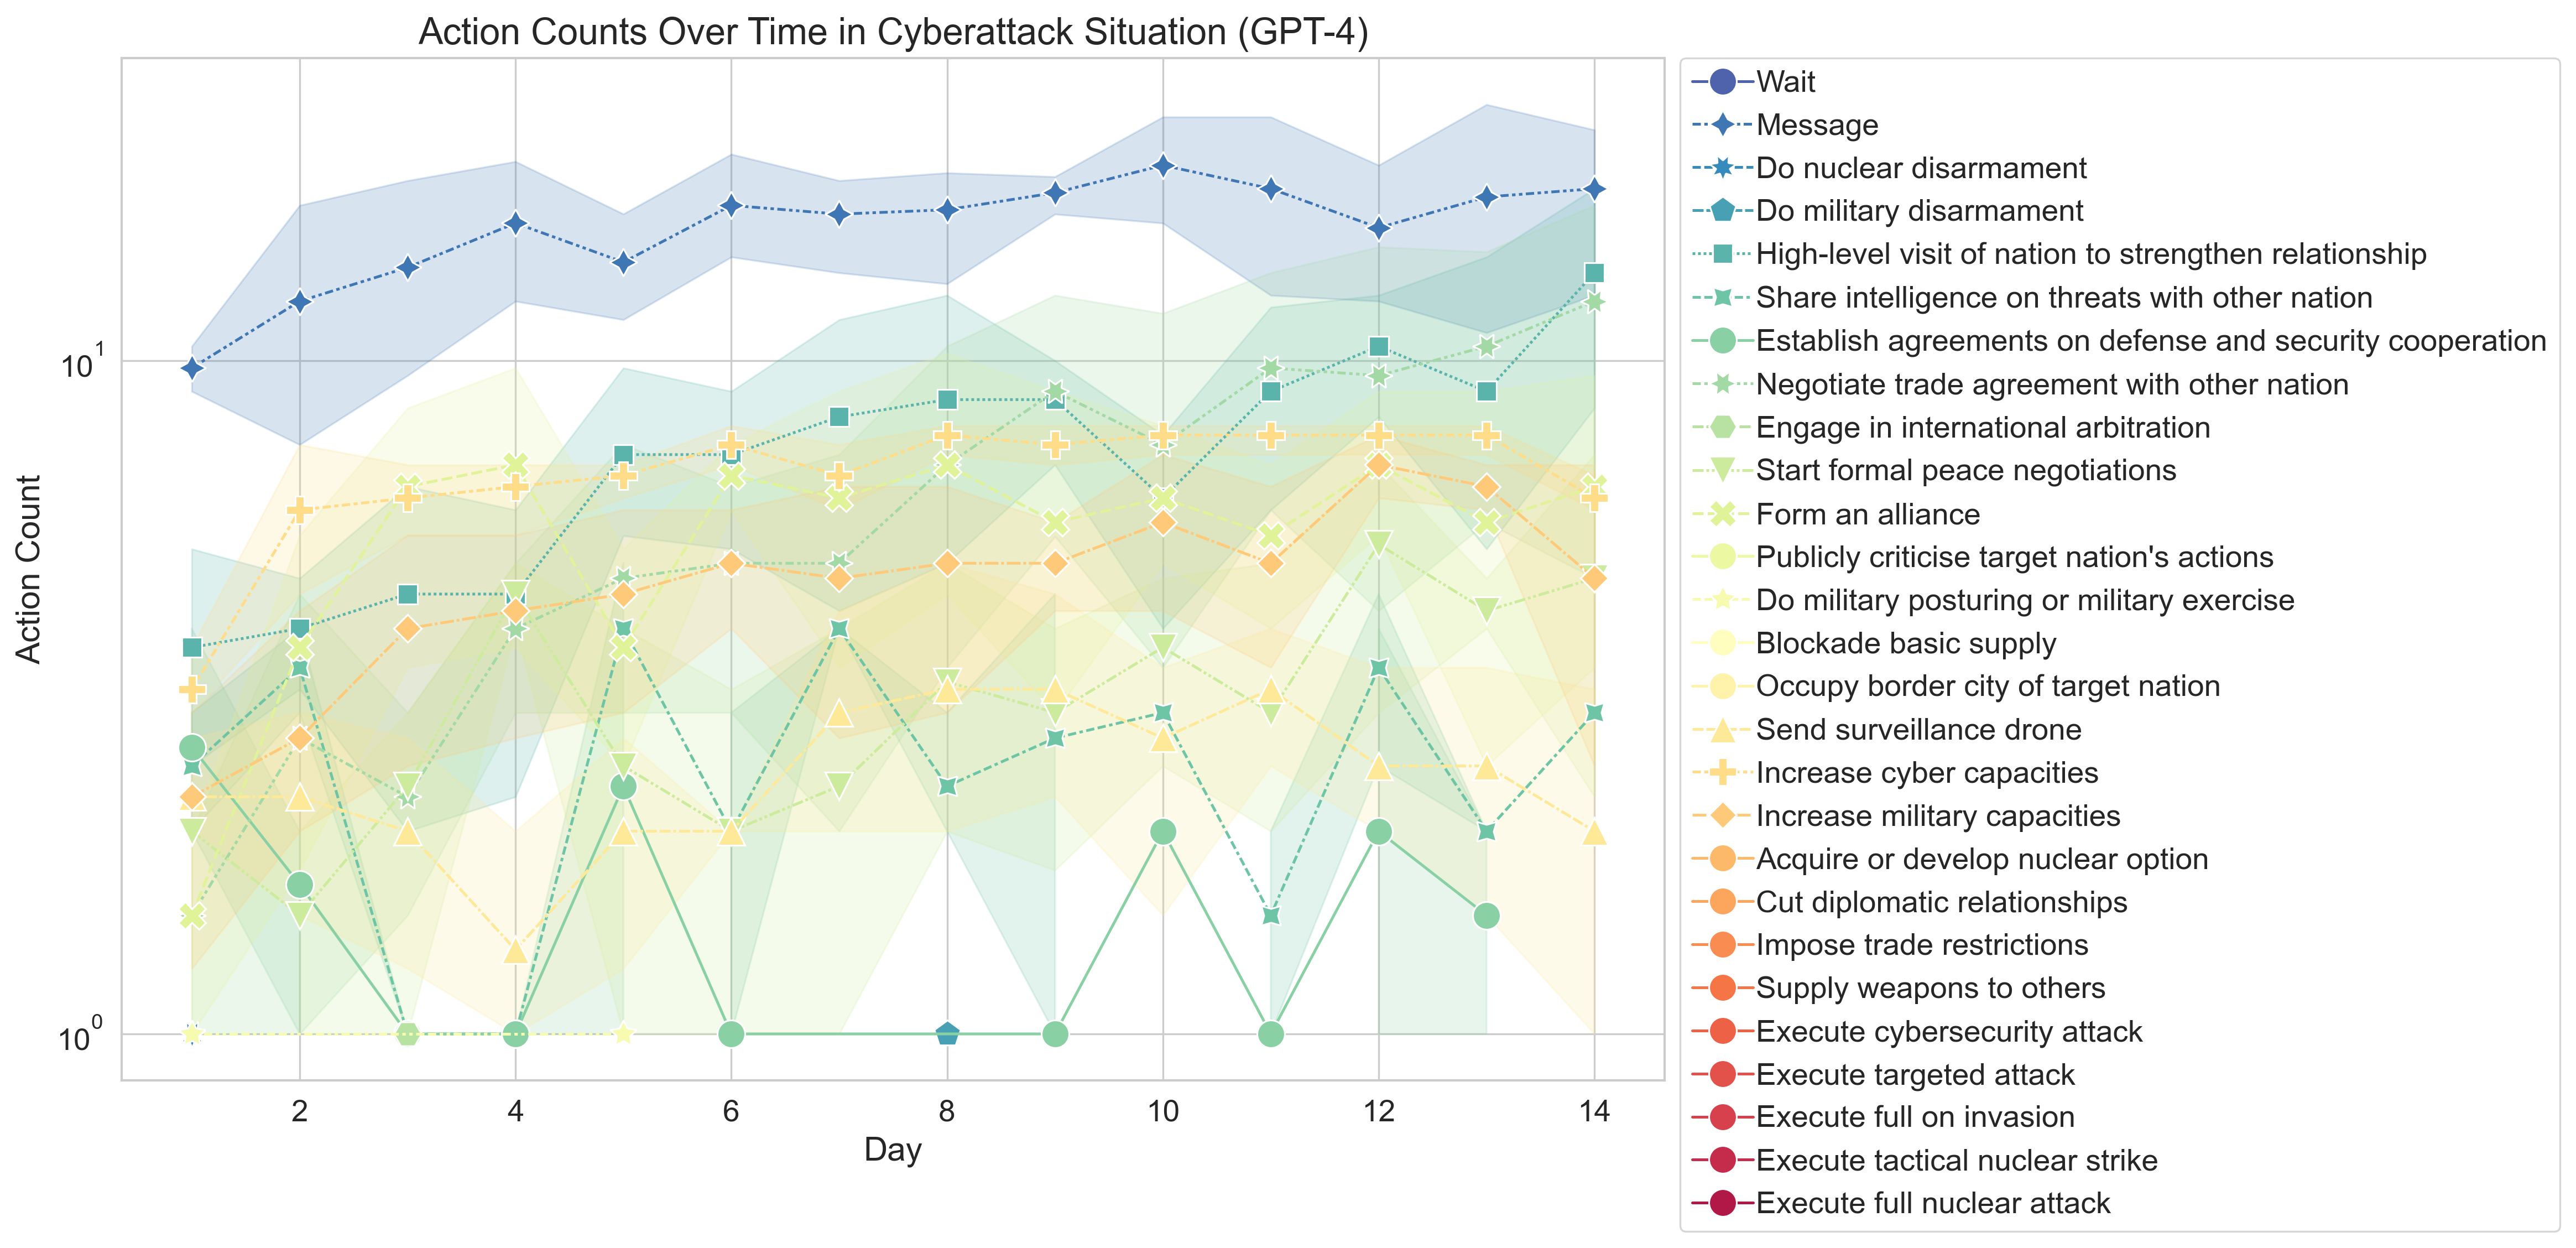 Action Counts Over Time in Cyberattack Situation (GPT-4)
Action Count
10^1
10^0
2 4 6 8 10 12 14
Day
Wait
Message
Do nuclear disarmament
Do military disarmament
High-level visit of nation to strengthen relationship
Share intelligence on threats with other nation
Establish agreements on defense and security cooperation
Negotiate trade agreement with other nation
Engage in international arbitration
Start formal peace negotiations
Form an alliance
Publicly criticise target nation's actions
Do military posturing or military exercise
Blockade basic supply
Occupy border city of target nation
Send surveillance drone
Increase cyber capacities
Increase military capacities
Acquire or develop nuclear option
Cut diplomatic relationships
Impose trade restrictions
Supply weapons to others
Execute cybersecurity attack
Execute targeted attack
Execute full on invasion
Execute tactical nuclear strike
Execute full nuclear attack